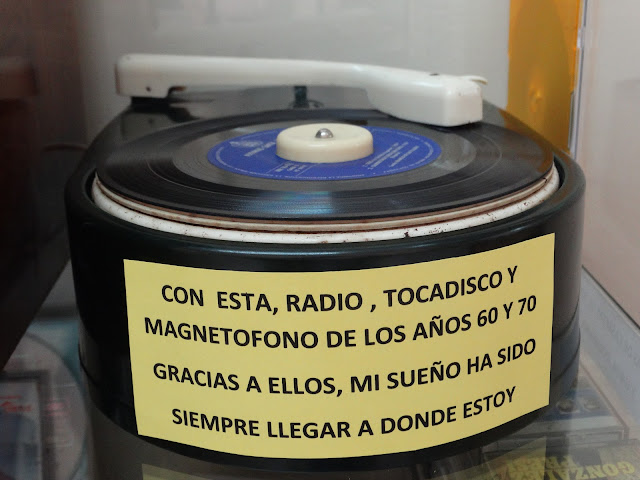 CON ESTA, RADIO , TOCADISCO Y
MAGNETOFONO DE LOS AÑOS 60 Y 70
GRACIAS A ELLOS, MI SUEÑO HA SIDO
SIEMPRE LLEGAR A DONDE ESTOY